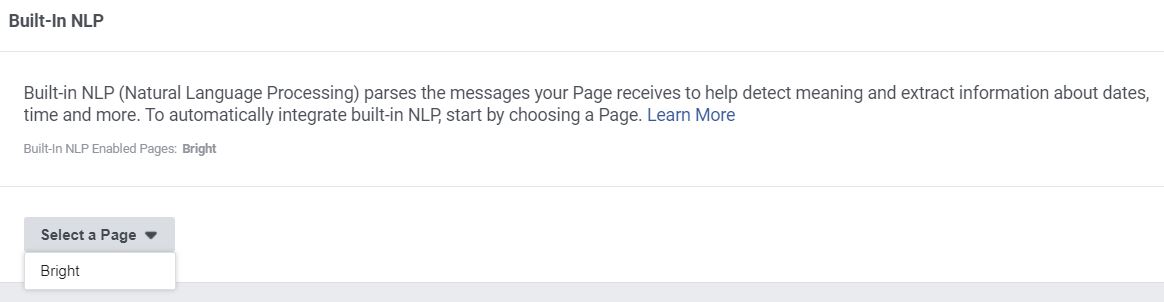 Built-In NLP
Built-in NLP (Natural Language Processing) parses the messages your Page receives to help detect meaning and extract information about dates,
time and more. To automatically integrate built-in NLP, start by choosing a Page. Learn More
Built-In NLP Enabled Pages: Bright
Select a Page
Bright